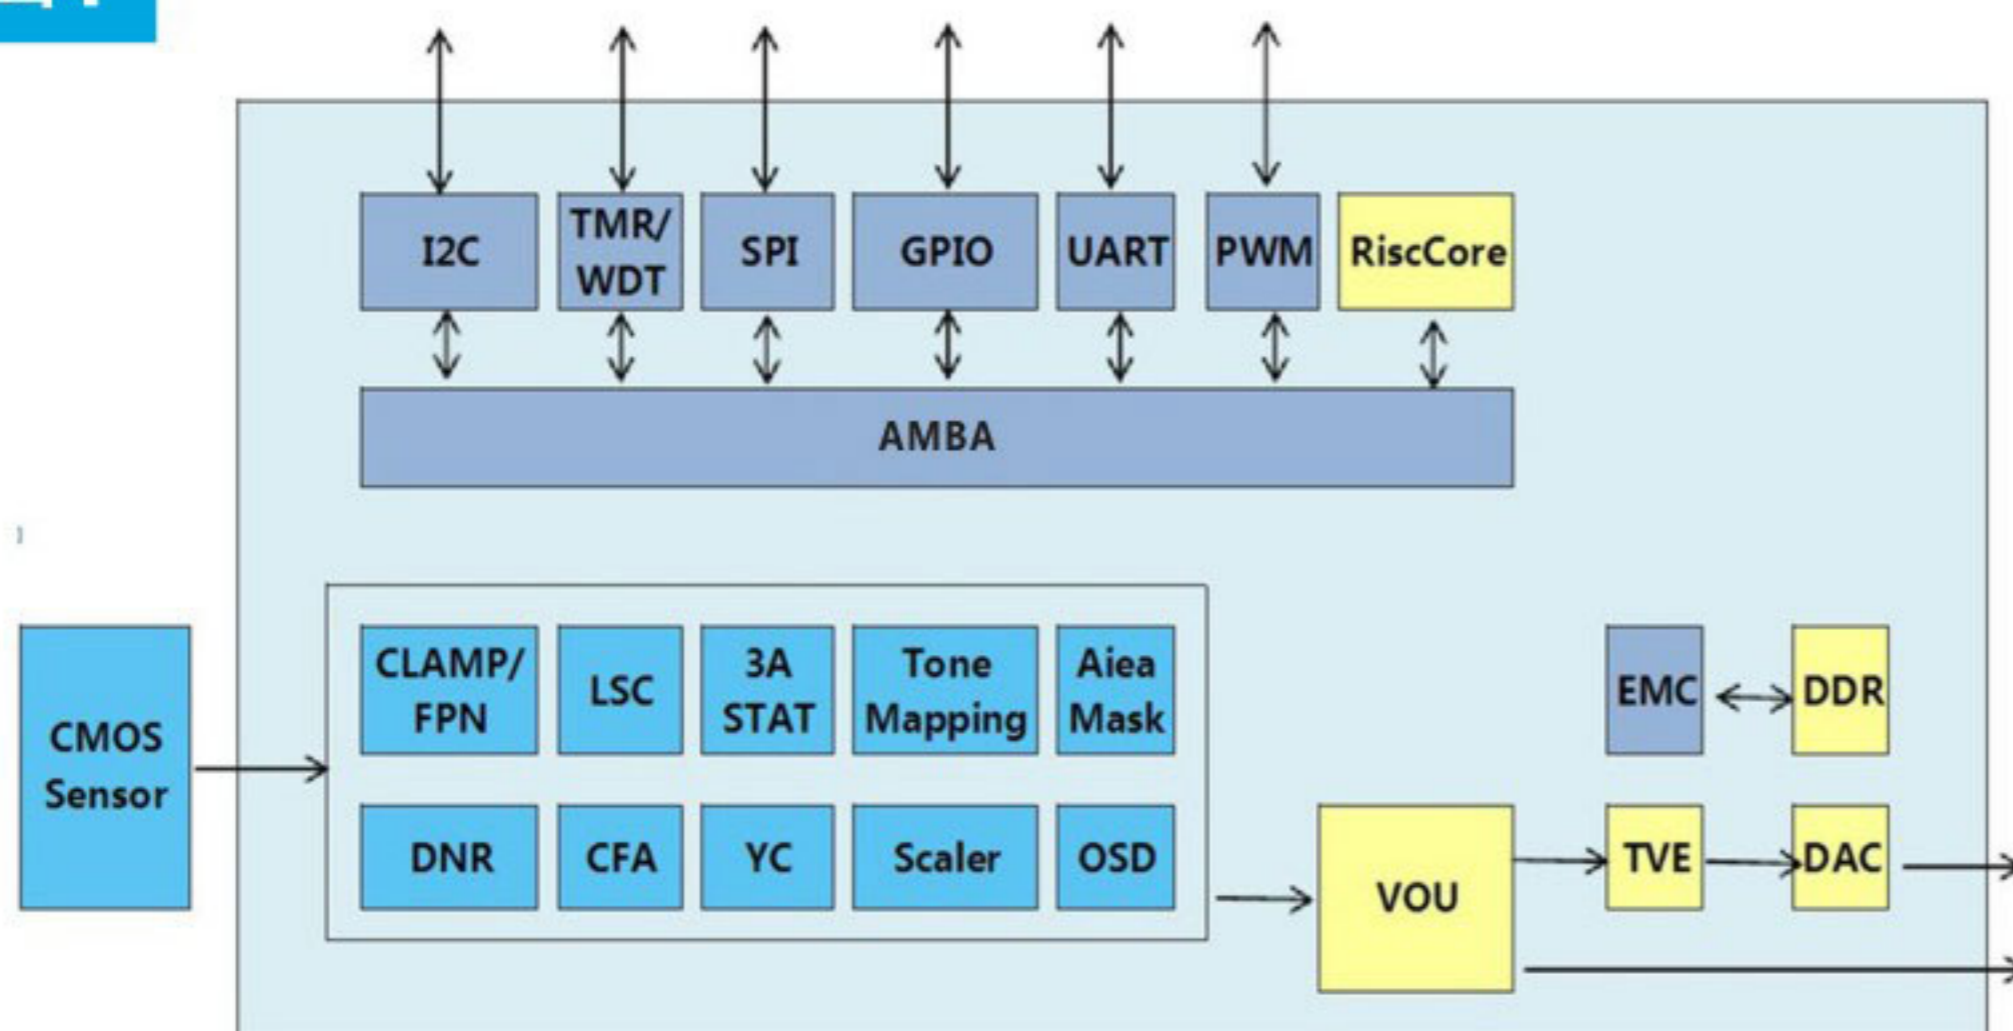 I2C
TMR/
WDT
SPI
GPIO
UART
PWM
RiscCore
AMBA
CMOS
Sensor
CLAMP/
FPN
LSC
3A
STAT
Tone
Mapping
Aiea
Mask
EMC
DDR
DNR
CFA
YC
Scaler
OSD
VOU
TVE
DAC